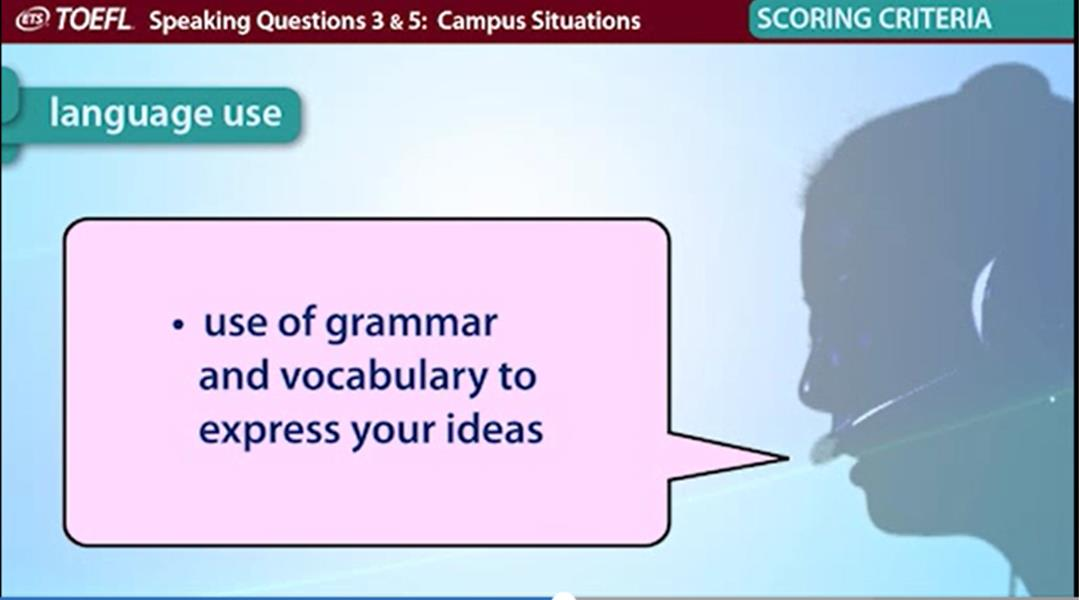 ETS TOEFL Speaking Questions 3 & 5: Campus Situations SCORING CRITERIA
language use
• use of grammar
and vocabulary to
express your ideas